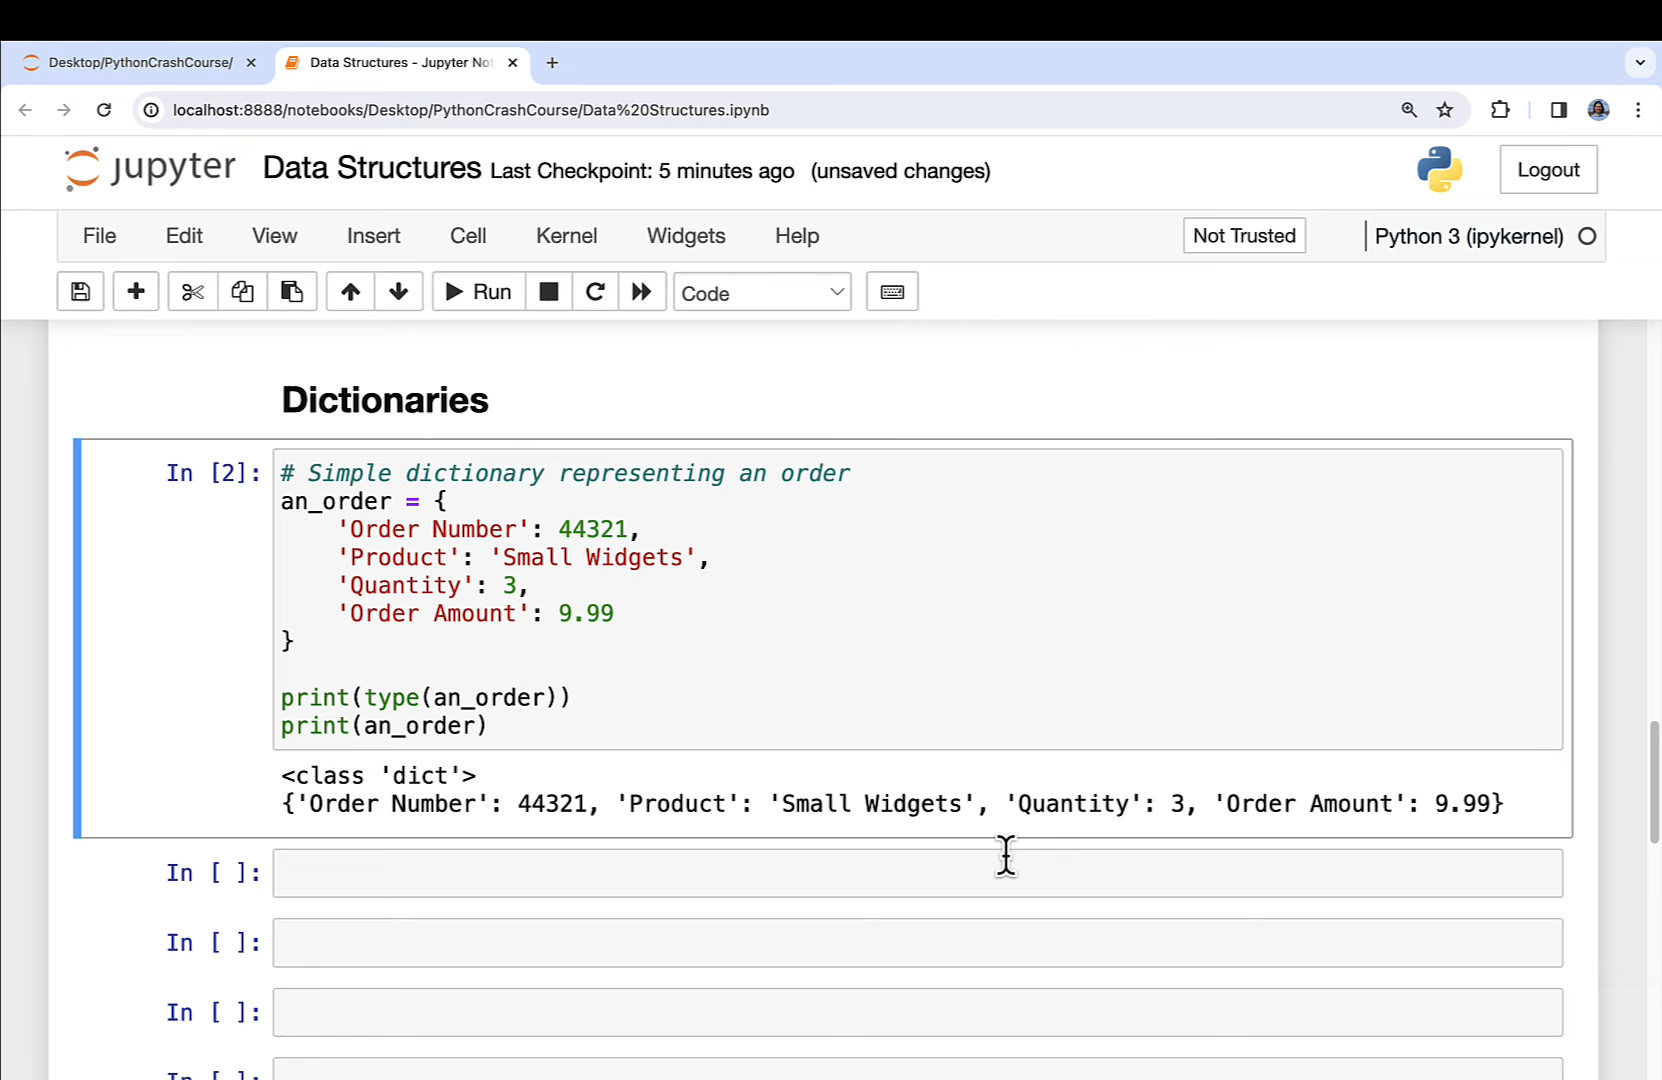 Desktop/PythonCrashCourse/
Data Structures - Jupyter Not
localhost:8888/notebooks/Desktop/PythonCrashCourse/Data%20Structures.ipynb
jupyter Data Structures Last Checkpoint: 5 minutes ago (unsaved changes) Logout
File Edit View Insert Cell Kernel Widgets Help Not Trusted Python 3 (ipykernel)
Run Code
Dictionaries
In [2]: # Simple dictionary representing an order
an_order = {
    'Order Number': 44321,
    'Product': 'Small Widgets',
    'Quantity': 3,
    'Order Amount': 9.99
}
print(type(an_order))
print(an_order)
<class 'dict'>
{'Order Number': 44321, 'Product': 'Small Widgets', 'Quantity': 3, 'Order Amount': 9.99}
In [ ]:
In [ ]:
In [ ]:
In [ ]: